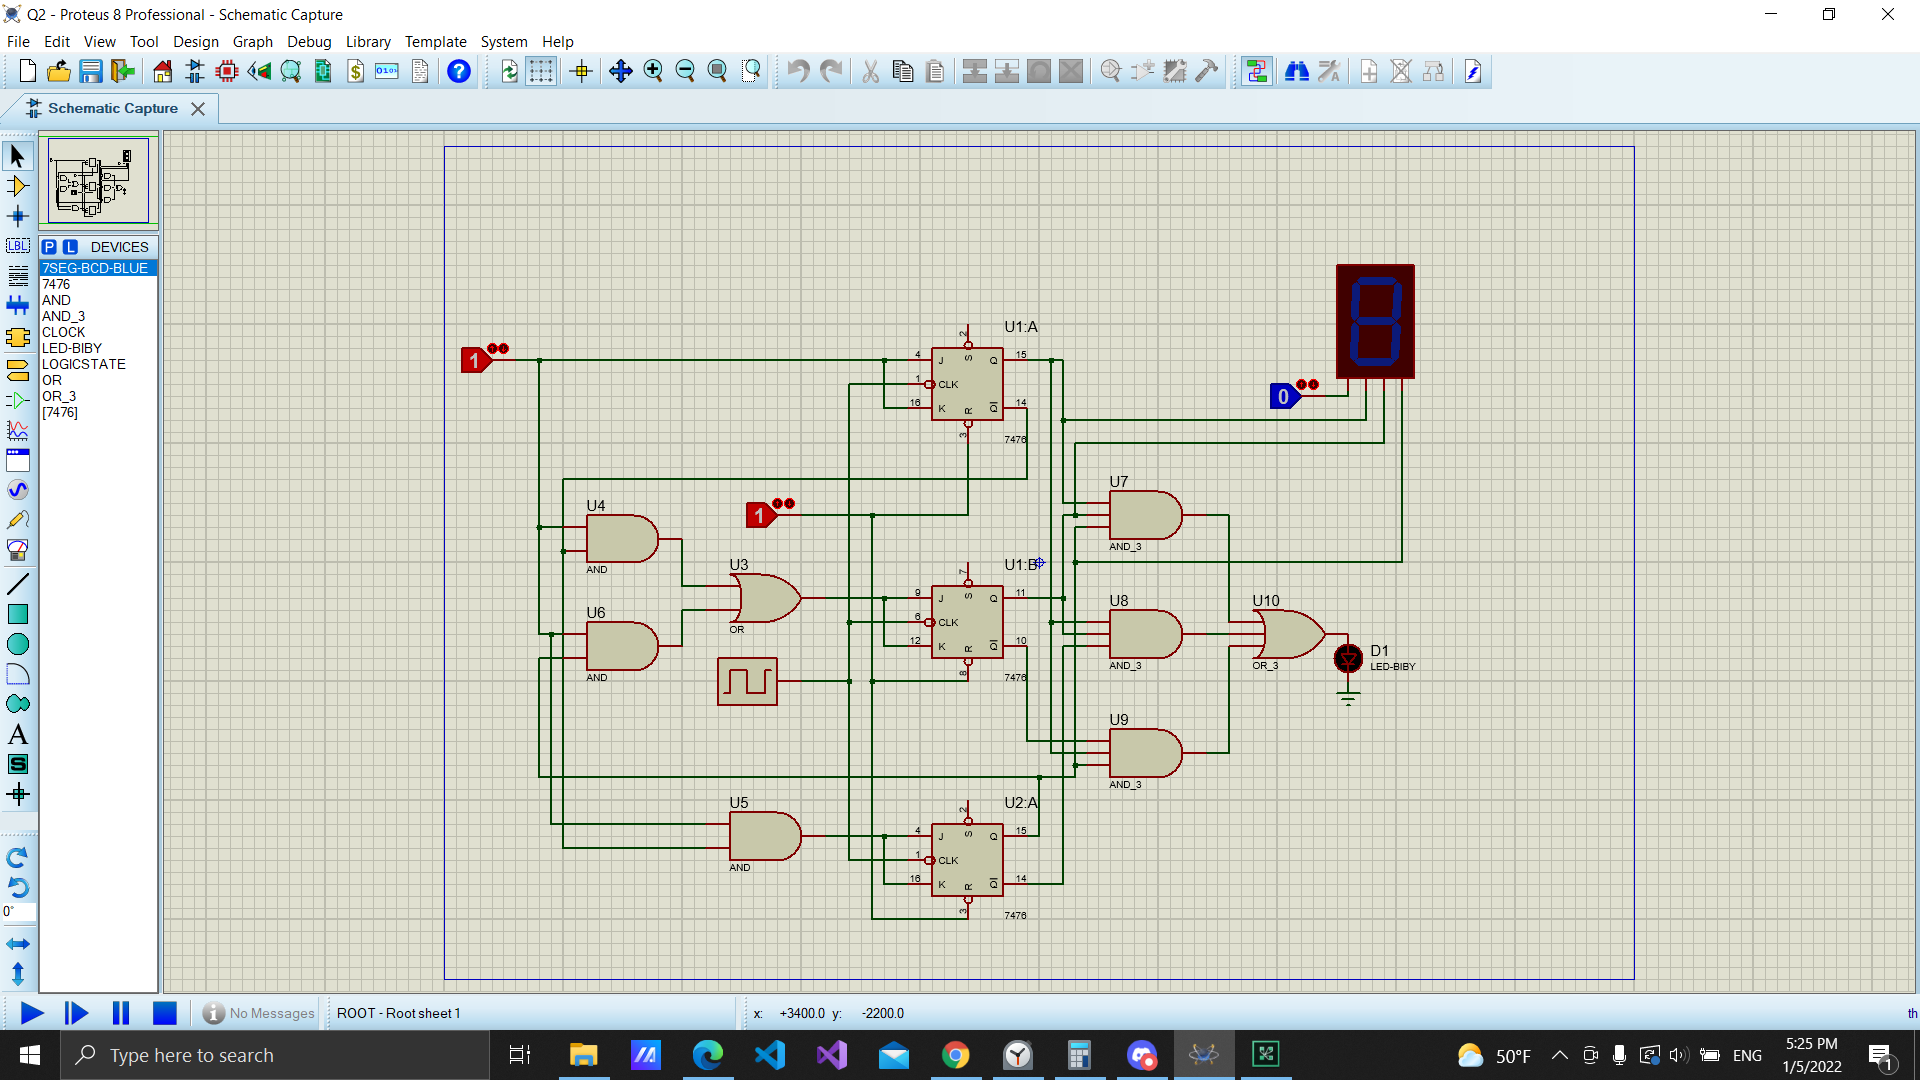 Q2 - Proteus 8 Professional - Schematic Capture
File Edit View Tool Design Graph Debug Library Template System Help
Schematic Capture
P L DEVICES
7SEG-BCD-BLUE
7476
AND
AND_3
CLOCK
LED-BIBY
LOGICSTATE
OR
OR_3
[7476]
LBL
A
S
0°
U1:A
2
1
4 J S Q 15
1 CLK
16 K R Q 14
3
7476
0
U7
AND_3
U4
AND
1
U3
OR
U1:B
7
9 J S Q 11
6 CLK
12 K R Q 10
8
7476
U6
AND
U8
AND_3
U10
OR_3
D1
LED-BIBY
U9
AND_3
U5
AND
U2:A
2
4 J S Q 15
1 CLK
16 K R Q 14
3
7476
No Messages
ROOT - Root sheet 1
x: +3400.0 y: -2200.0
th
Type here to search
50°F
ENG
5:25 PM
1/5/2022
1